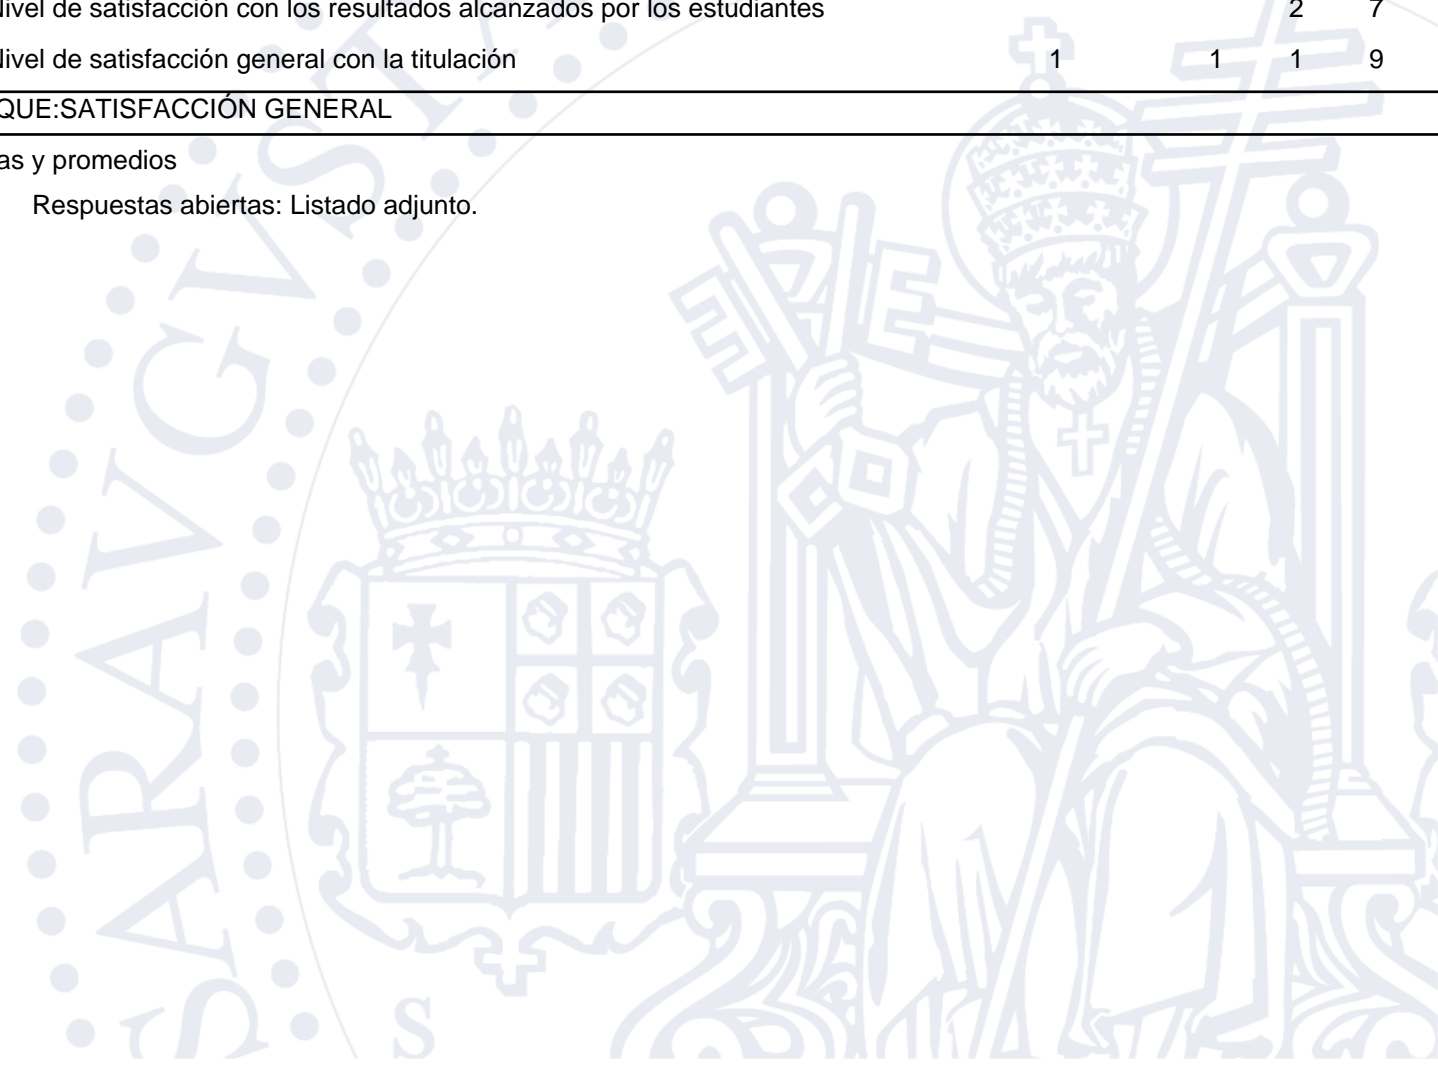 Nivel de satisfacción con los resultados alcanzados por los estudiantes 2 7
Nivel de satisfacción general con la titulación 1 1 1 9
QUE:SATISFACCIÓN GENERAL
as y promedios
Respuestas abiertas: Listado adjunto.
SARAVGVSTA
S